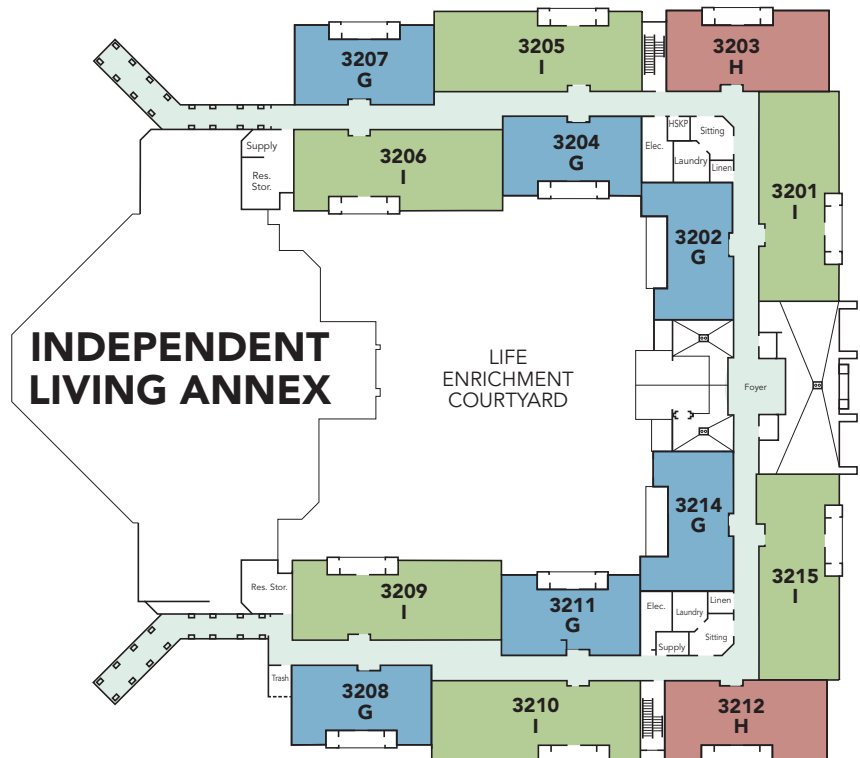 3207
G
3205
I
3203
H
HSKP
Sitting
Elec.
Laundry
Linen
Supply
Res.
Stor.
3206
I
3204
G
3201
I
3202
G
INDEPENDENT
LIVING ANNEX
LIFE
ENRICHMENT
COURTYARD
Foyer
3214
G
3215
I
Res. Stor.
3209
I
3211
G
Elec.
Laundry
Linen
Sitting
Supply
Trash
3208
G
3210
I
3212
H